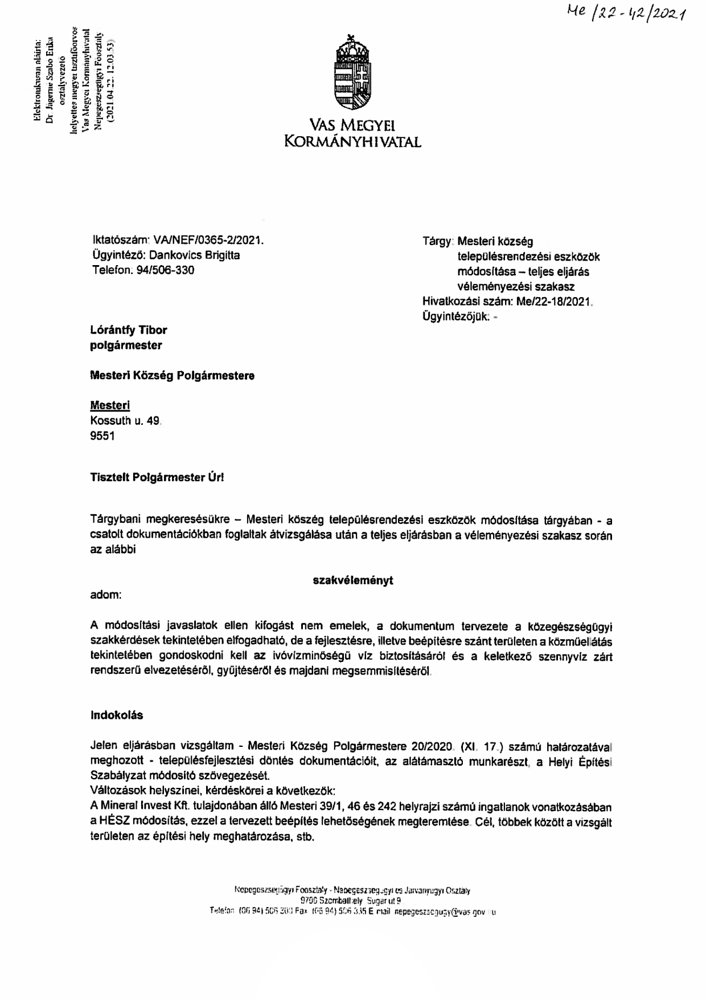 Me/22-42/2021
Elektronikusan aláírta:
Dr. Jágerné Szabó Erika
osztályvezető
helyettes megyei tisztifőorvos
Vas Megyei Kormányhivatal
Népegészségügyi Főosztály
(2021.04.22. 12:03:53)
VAS MEGYEI
KORMÁNYHIVATAL
Iktatószám: VA/NEF/0365-2/2021.
Ügyintéző: Dankovics Brigitta
Telefon: 94/506-330
Tárgy: Mesteri község
településrendezési eszközök
módosítása – teljes eljárás
véleményezési szakasz
Hivatkozási szám: Me/22-18/2021.
Ügyintézőjük: -
Lórántfy Tibor
polgármester
Mesteri Község Polgármestere
Mesteri
Kossuth u. 49.
9551
Tisztelt Polgármester Úr!
Tárgybani megkeresésükre – Mesteri köszég településrendezési eszközök módosítása tárgyában - a
csatolt dokumentációkban foglaltak átvizsgálása után a teljes eljárásban a véleményezési szakasz során
az alábbi
szakvéleményt
adom:
A módosítási javaslatok ellen kifogást nem emelek, a dokumentum tervezete a közegészségügyi
szakkérdések tekintetében elfogadható, de a fejlesztésre, illetve beépítésre szánt területen a közműellátás
tekintetében gondoskodni kell az ivóvízminőségű víz biztosításáról és a keletkező szennyvíz zárt
rendszerű elvezetéséről, gyűjtéséről és majdani megsemmisítéséről.
Indokolás
Jelen eljárásban vizsgáltam - Mesteri Község Polgármestere 20/2020. (XI. 17.) számú határozatával
meghozott - településfejlesztési döntés dokumentációit, az alátámasztó munkarészt, a Helyi Építési
Szabályzat módosító szövegezését.
Változások helyszínei, kérdéskörei a következők:
A Mineral Invest Kft. tulajdonában álló Mesteri 39/1, 46 és 242 helyrajzi számú ingatlanok vonatkozásában
a HÉSZ módosítás, ezzel a tervezett beépítés lehetőségének megteremtése. Cél, többek között a vizsgált
területen az építési hely meghatározása, stb.
Népegészségügyi Főosztály - Népegészségügyi és Járványügyi Osztály
9700 Szombathely Sugár út 9
Telefon (06 94) 506 300 Fax (06 94) 506 335 E mail nepegeszsegugy@vas.gov.hu